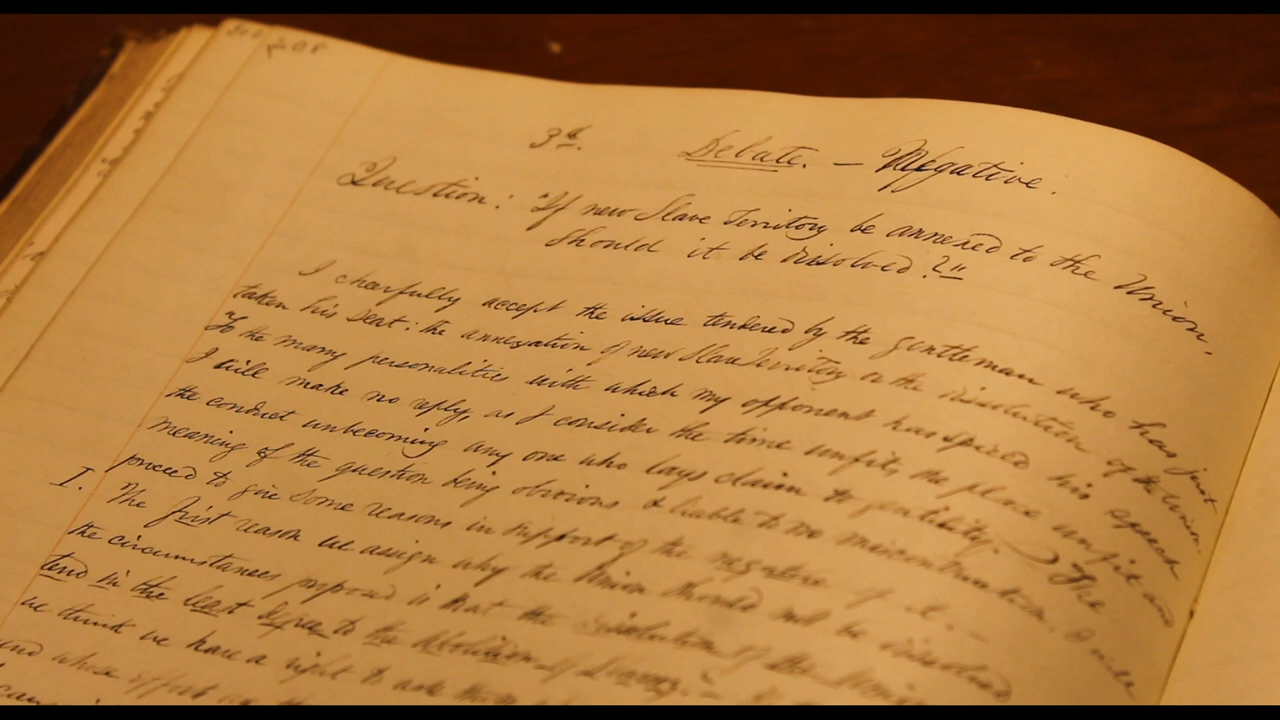 208
3d. Debate. — Negative.
Question: "If new Slave Territory be annexed to the Union,
should it be dissolved?"
I cheerfully accept the issue tendered by the gentleman who has just
taken his seat: the annexation of new Slave Territory or the dissolution of the Union.
To the many personalities with which my opponent has spiced his speech
I will make no reply, as I consider the time unfit, the place unfit and
the conduct unbecoming any one who lays claim to gentility. The
meaning of the question being obvious & liable to no misconstruction, I will
proceed to give some reasons in support of the negative of it. —
I. The first reason we assign why the Union should not be dissolved
the circumstances proposed is that the dissolution of the Union
tend in the least degree to the abolition of Slavery. —
we think we have a right to ask
and whose effort